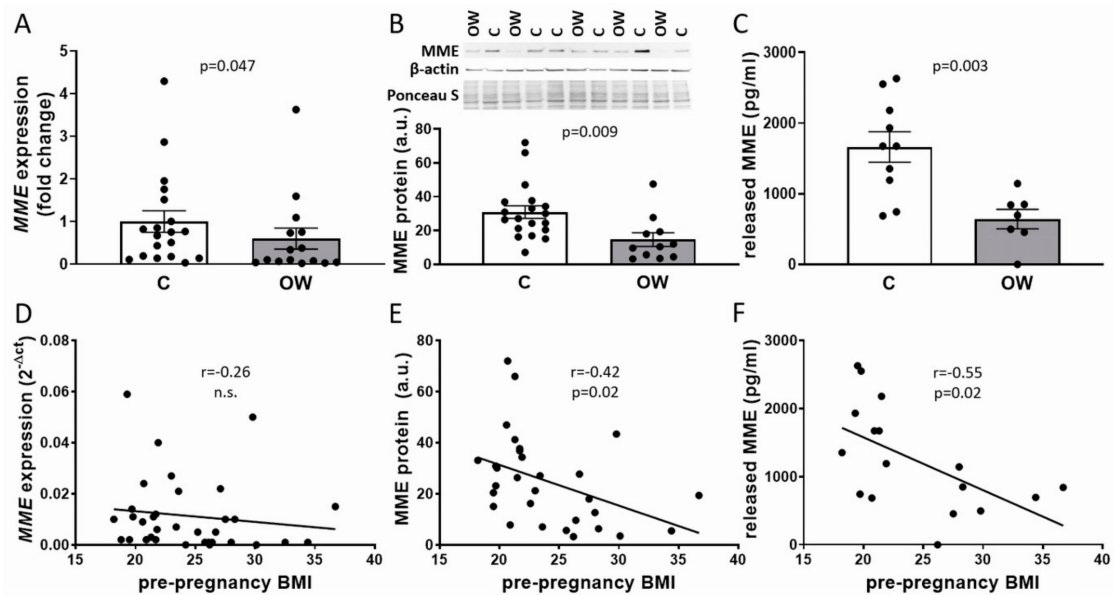 A
MME expression
(fold change)
5
4
3
2
1
0
p=0.047
C
OW
B
OW
C
OW
C
C
OW
C
OW
C
OW
C
MME
β-actin
Ponceau S
MME protein (a.u.)
80
60
40
20
0
p=0.009
C
OW
C
released MME (pg/ml)
3000
2000
1000
0
p=0.003
C
OW
D
MME expression (2-Δct)
0.08
0.06
0.04
0.02
0.00
r=-0.26
n.s.
15 20 25 30 35 40
pre-pregnancy BMI
E
MME protein (a.u.)
80
60
40
20
0
r=-0.42
p=0.02
15 20 25 30 35 40
pre-pregnancy BMI
F
released MME (pg/ml)
3000
2000
1000
0
r=-0.55
p=0.02
15 20 25 30 35 40
pre-pregnancy BMI